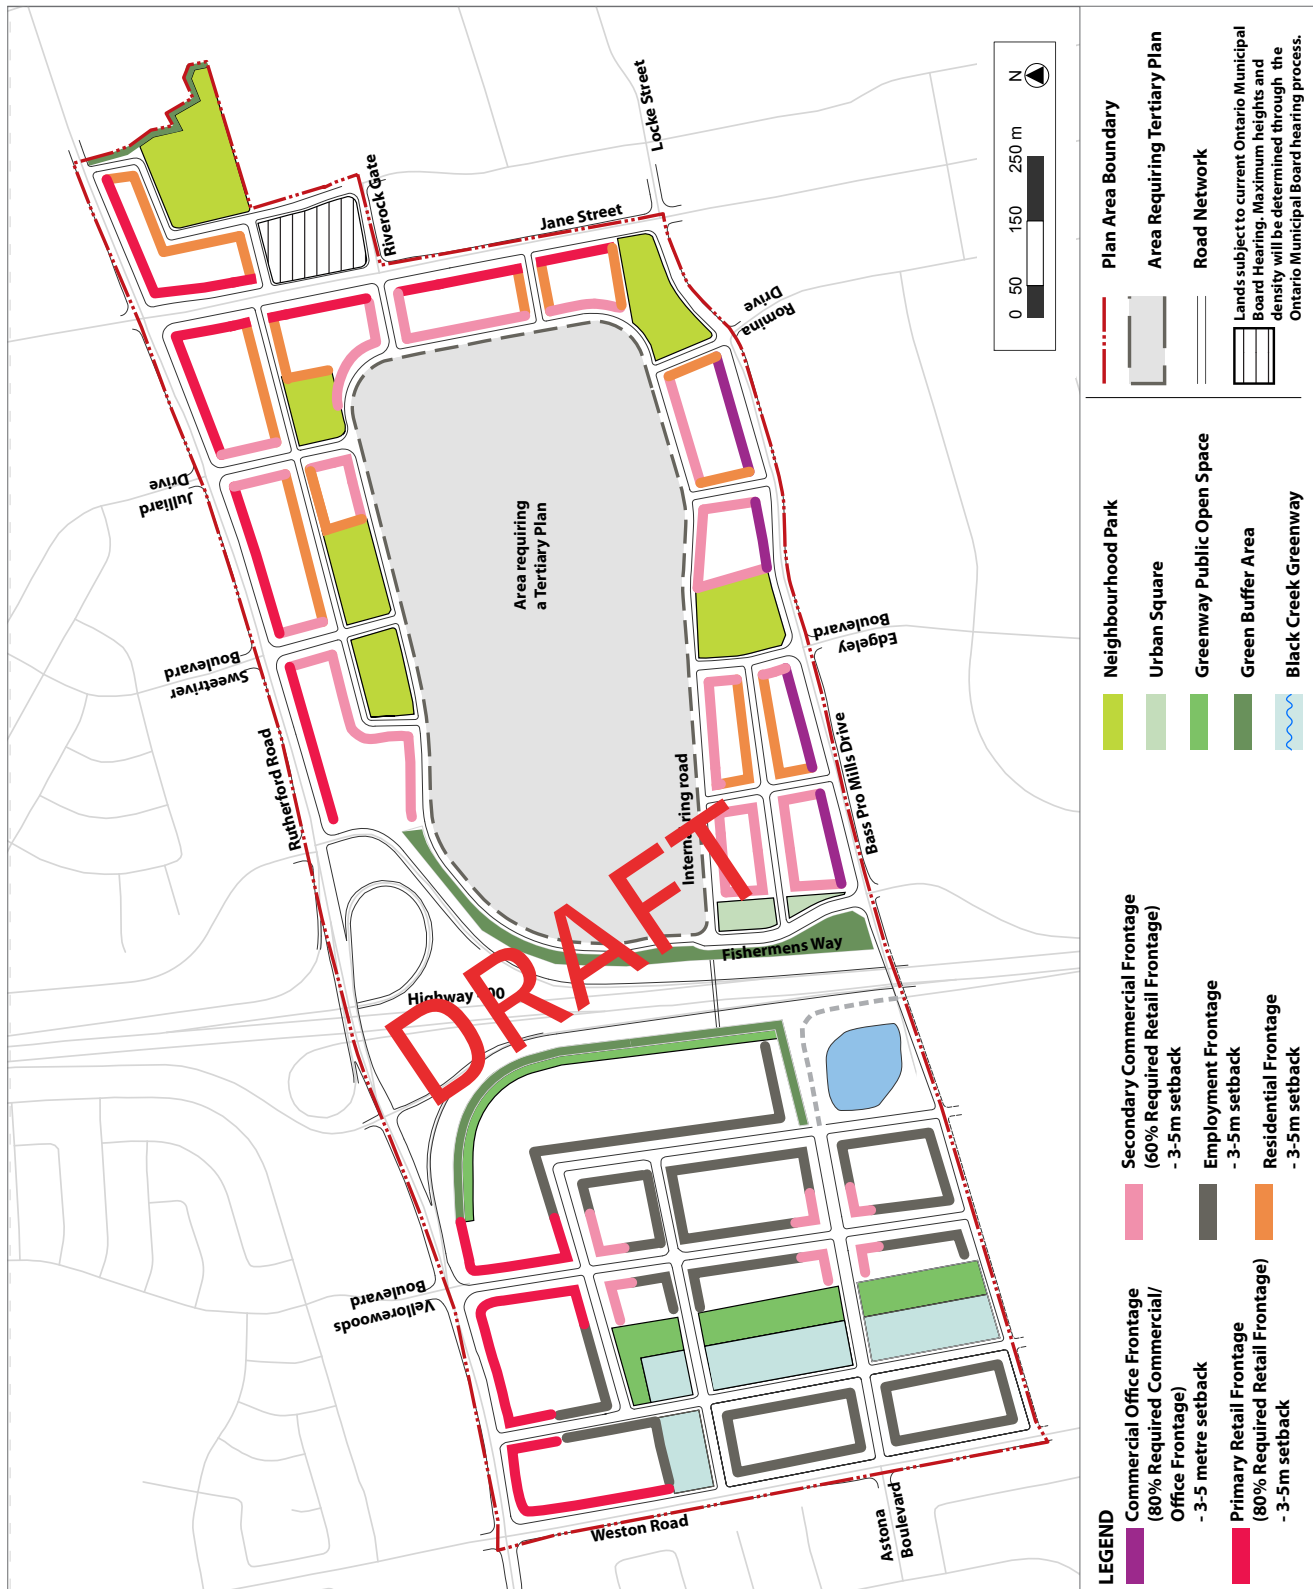 Rutherford Road
Sweetriver
Boulevard
Julliard
Drive
Riverock Gate
Jane Street
Locke Street
Romina
Drive
Edgeley
Boulevard
Bass Pro Mills Drive
Area requiring
a Tertiary Plan
Internal ring road
Fishermens Way
Highway 400
Vellorewoods
Boulevard
Weston Road
Astona
Boulevard
DRAFT
0 50 150 250 m
N
LEGEND
Commercial Office Frontage
(80% Required Commercial/
Office Frontage)
- 3-5 metre setback
Primary Retail Frontage
(80% Required Retail Frontage)
- 3-5m setback
Secondary Commercial Frontage
(60% Required Retail Frontage)
- 3-5m setback
Employment Frontage
- 3-5m setback
Residential Frontage
- 3-5m setback
Neighbourhood Park
Urban Square
Greenway Public Open Space
Green Buffer Area
Black Creek Greenway
Plan Area Boundary
Area Requiring Tertiary Plan
Road Network
Lands subject to current Ontario Municipal
Board Hearing. Maximum heights and
density will be determined through the
Ontario Municipal Board hearing process.